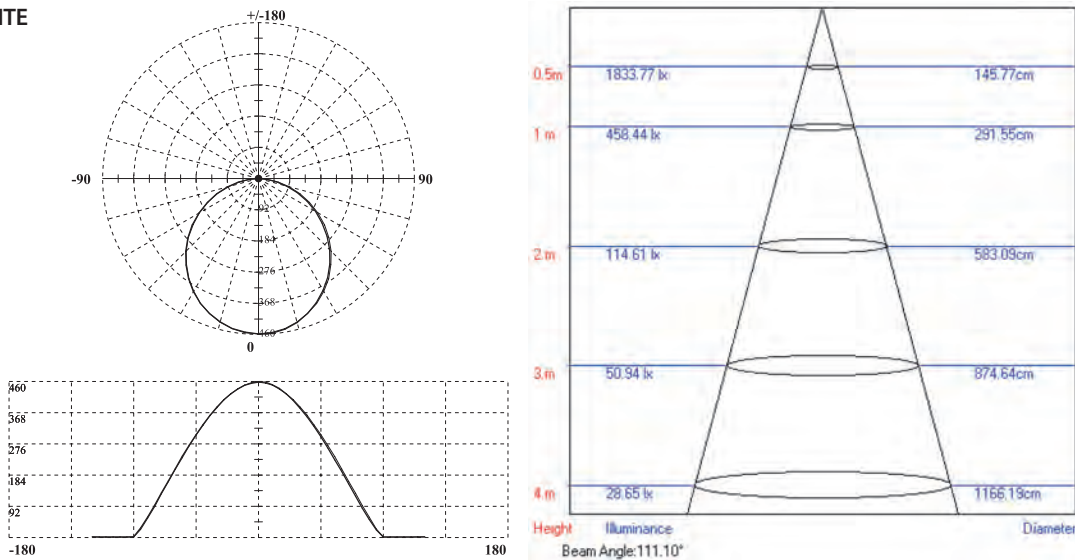 ITE
+/-180
-90
90
92
184
276
368
460
0
460
368
276
184
92
-180
180
0.5m 1833.77 lx 145.77cm
1 m 458.44 lx 291.55cm
2.m 114.61 lx 583.09cm
3.m 50.94 lx 874.64cm
4.m 28.65 lx 1166.19cm
Height Illuminance Diameter
Beam Angle:111.10°